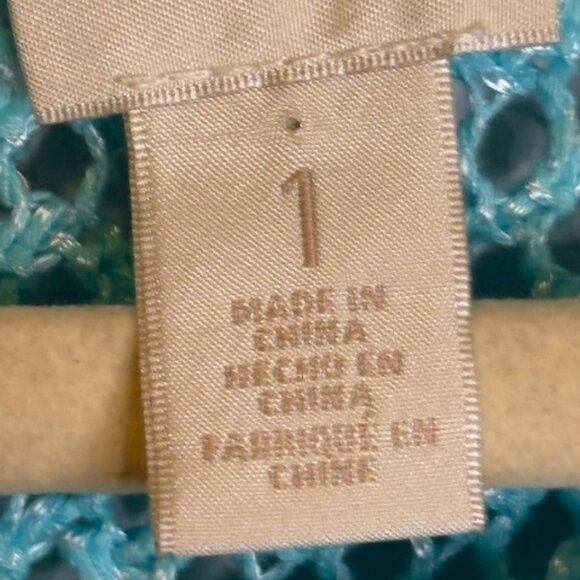 1
MADE IN
CHINA
HECHO EN
CHINA
FABRIQUÉ EN
CHINE